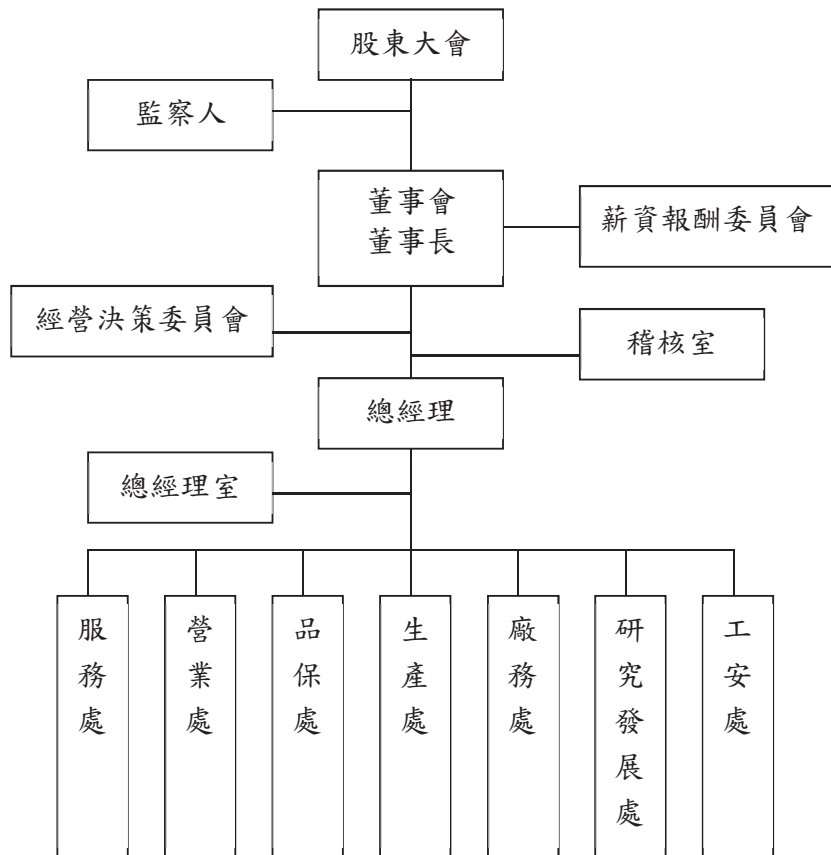 股東大會
監察人
董事會
董事長
薪資報酬委員會
經營決策委員會
稽核室
總經理
總經理室
服務處
營業處
品保處
生產處
廠務處
研究發展處
工安處